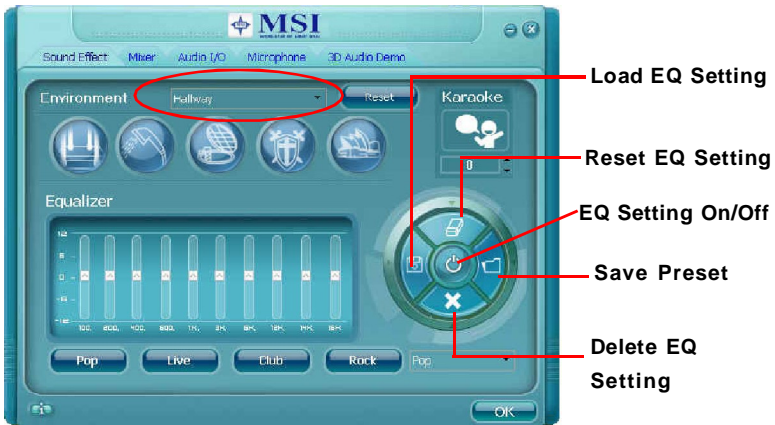 MSI
Sound Effect Mixer Audio I/O Microphone 3D Audio Demo
Environment Hallway Reset Karaoke
0
Equalizer
12
6
0
-6
-12
100, 200, 400, 600, 1K, 3K, 6K, 12K, 14K, 16K,
Pop Live Club Rock Pop
OK
Load EQ Setting
Reset EQ Setting
EQ Setting On/Off
Save Preset
Delete EQ
Setting